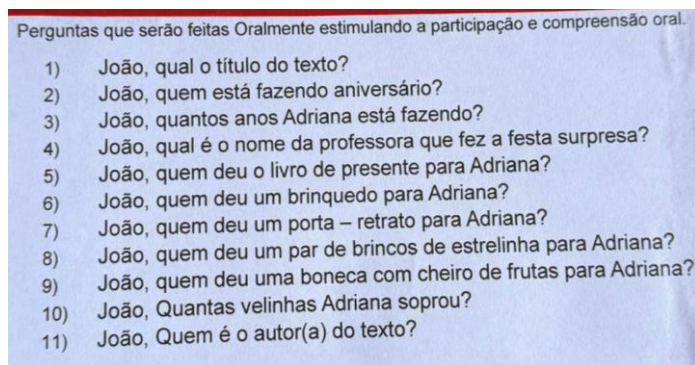 Perguntas que serão feitas Oralmente estimulando a participação e compreensão oral.
1) João, qual o título do texto?
2) João, quem está fazendo aniversário?
3) João, quantos anos Adriana está fazendo?
4) João, qual é o nome da professora que fez a festa surpresa?
5) João, quem deu o livro de presente para Adriana?
6) João, quem deu um brinquedo para Adriana?
7) João, quem deu um porta – retrato para Adriana?
8) João, quem deu um par de brincos de estrelinha para Adriana?
9) João, quem deu uma boneca com cheiro de frutas para Adriana?
10) João, Quantas velinhas Adriana soprou?
11) João, Quem é o autor(a) do texto?